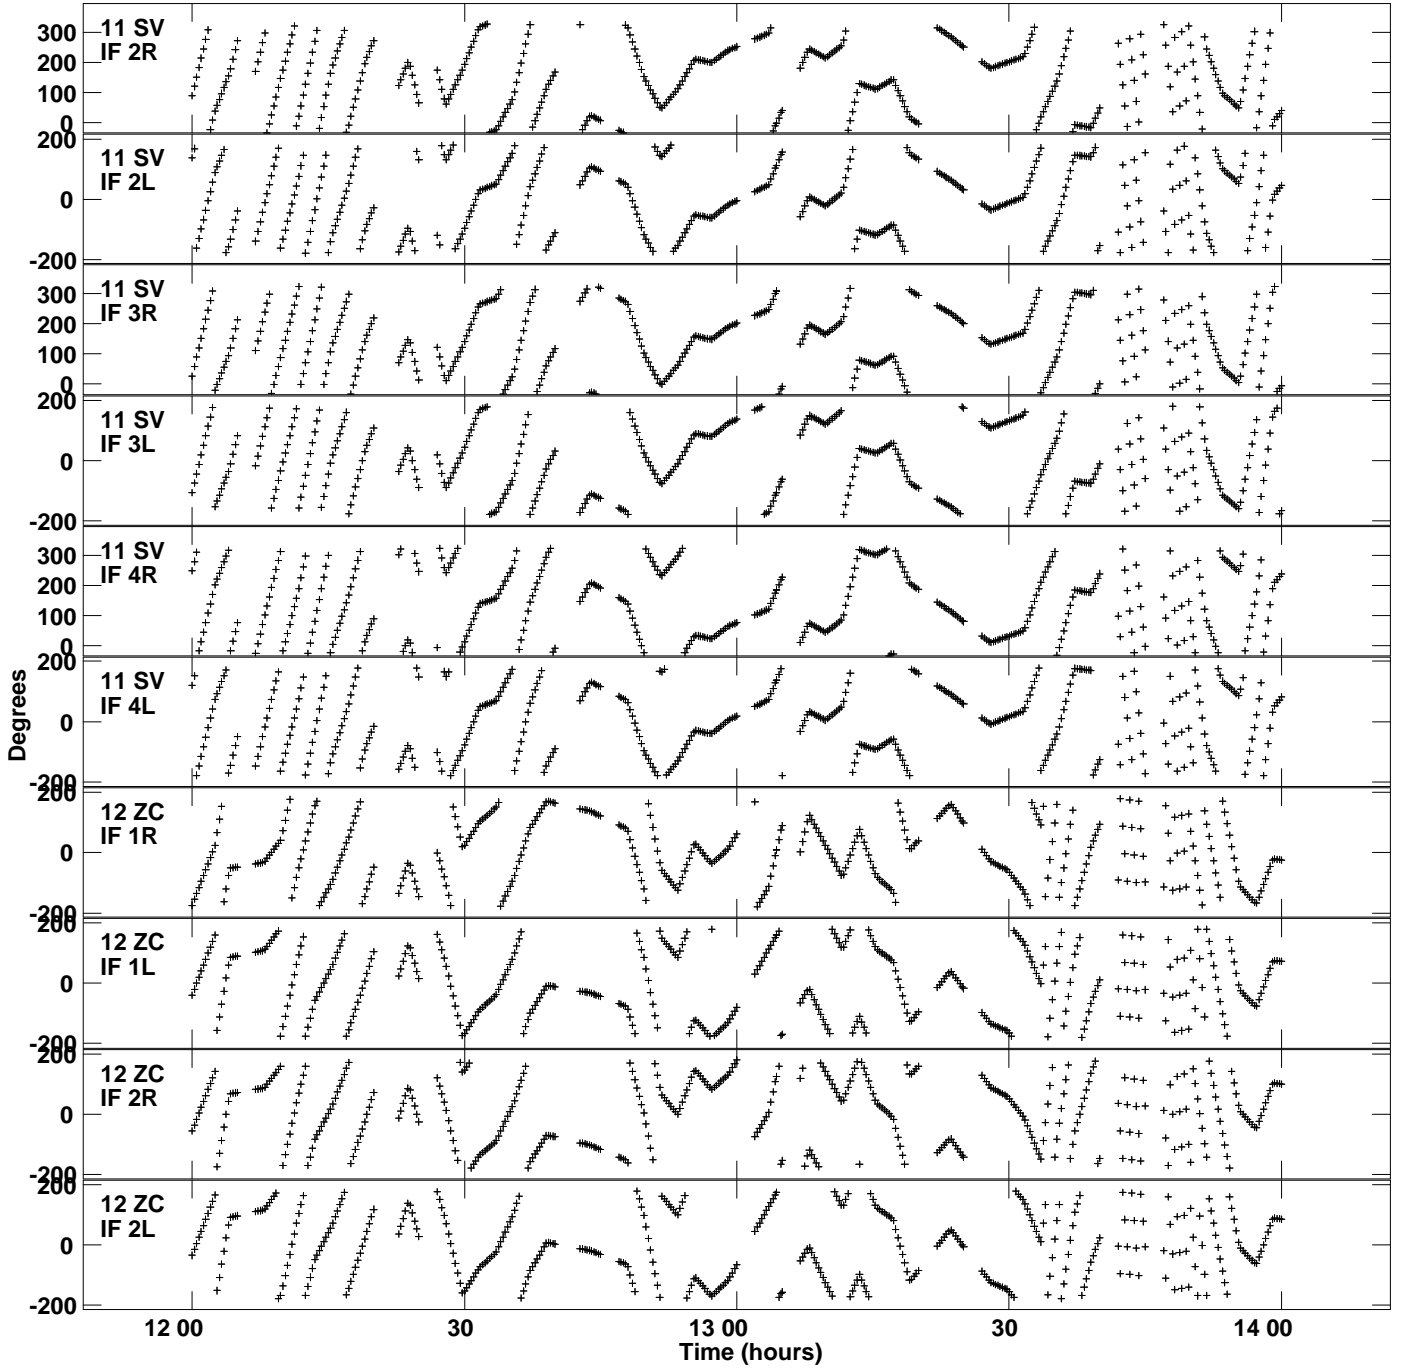 11 SV
IF 2R
300
200
100
0
11 SV
IF 2L
200
0
-200
11 SV
IF 3R
300
200
100
0
11 SV
IF 3L
200
0
-200
11 SV
IF 4R
300
200
100
0
11 SV
IF 4L
200
0
-200
12 ZC
IF 1R
200
0
-200
12 ZC
IF 1L
200
0
-200
12 ZC
IF 2R
200
0
-200
12 ZC
IF 2L
200
0
-200
Degrees
12 00
30
13 00
30
14 00
Time (hours)